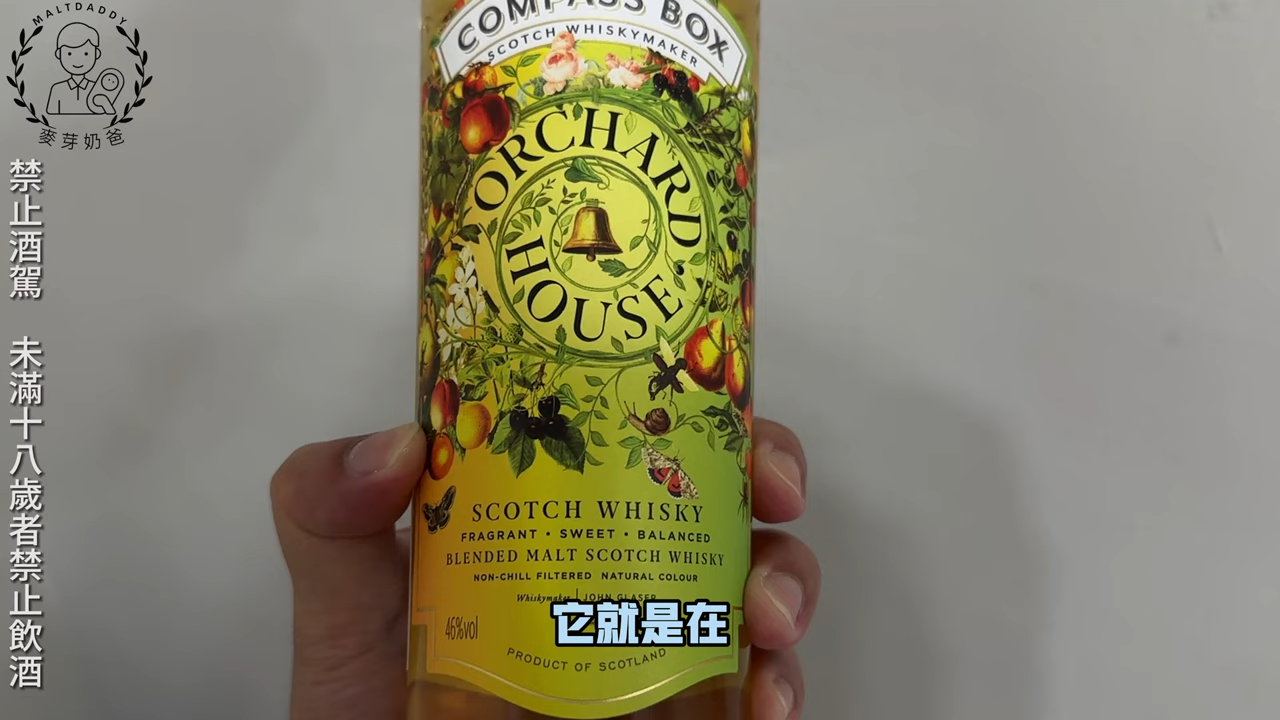 MALTDADDY
麥芽奶爸
禁止酒駕 未滿十八歲者禁止飲酒
COMPASS BOX
SCOTCH WHISKYMAKER
ORCHARD
HOUSE
SCOTCH WHISKY
FRAGRANT • SWEET • BALANCED
BLENDED MALT SCOTCH WHISKY
NON-CHILL FILTERED NATURAL COLOUR
Whiskymaker | JOHN GLASER
它就是在
46%vol
PRODUCT OF SCOTLAND